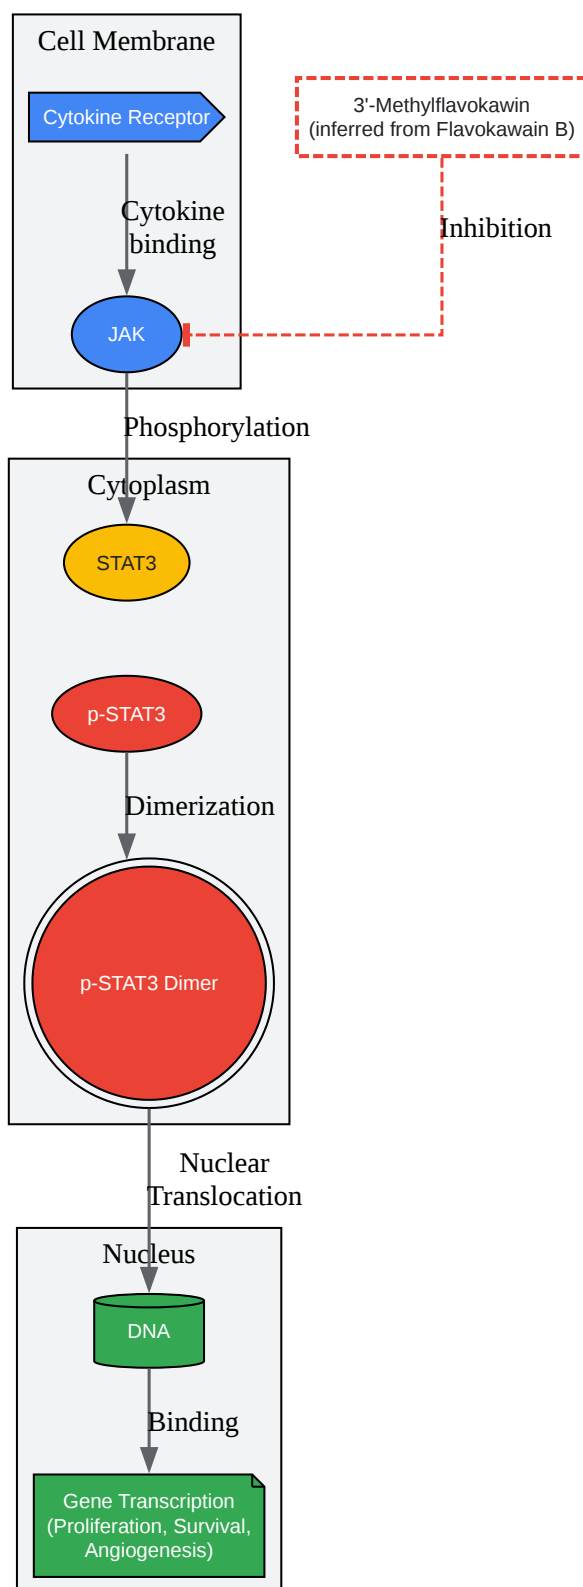 Cell Membrane
Cytokine Receptor
3'-Methylflavokawin
(inferred from Flavokawain B)
Cytokine
binding
Inhibition
JAK
Phosphorylation
Cytoplasm
STAT3
p-STAT3
Dimerization
p-STAT3 Dimer
Nuclear
Translocation
Nucleus
DNA
Binding
Gene Transcription
(Proliferation, Survival,
Angiogenesis)